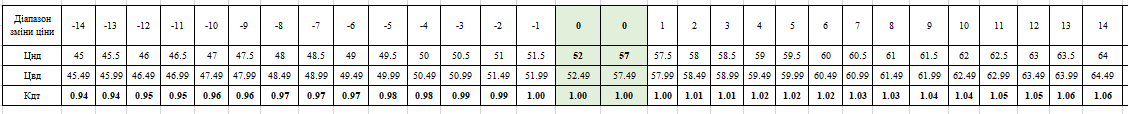 Діапазон зміни ціни -14 -13 -12 -11 -10 -9 -8 -7 -6 -5 -4 -3 -2 -1 0 0 1 2 3 4 5 6 7 8 9 10 11 12 13 14
Цнд 45 45.5 46 46.5 47 47.5 48 48.5 49 49.5 50 50.5 51 51.5 52 57 57.5 58 58.5 59 59.5 60 60.5 61 61.5 62 62.5 63 63.5 64
Цвд 45.49 45.99 46.49 46.99 47.49 47.99 48.49 48.99 49.49 49.99 50.49 50.99 51.49 51.99 52.49 57.49 57.99 58.49 58.99 59.49 59.99 60.49 60.99 61.49 61.99 62.49 62.99 63.49 63.99 64.49
Кдт 0.94 0.94 0.95 0.95 0.96 0.96 0.97 0.97 0.97 0.98 0.98 0.99 0.99 1.00 1.00 1.00 1.00 1.01 1.01 1.02 1.02 1.02 1.03 1.03 1.04 1.04 1.05 1.05 1.06 1.06